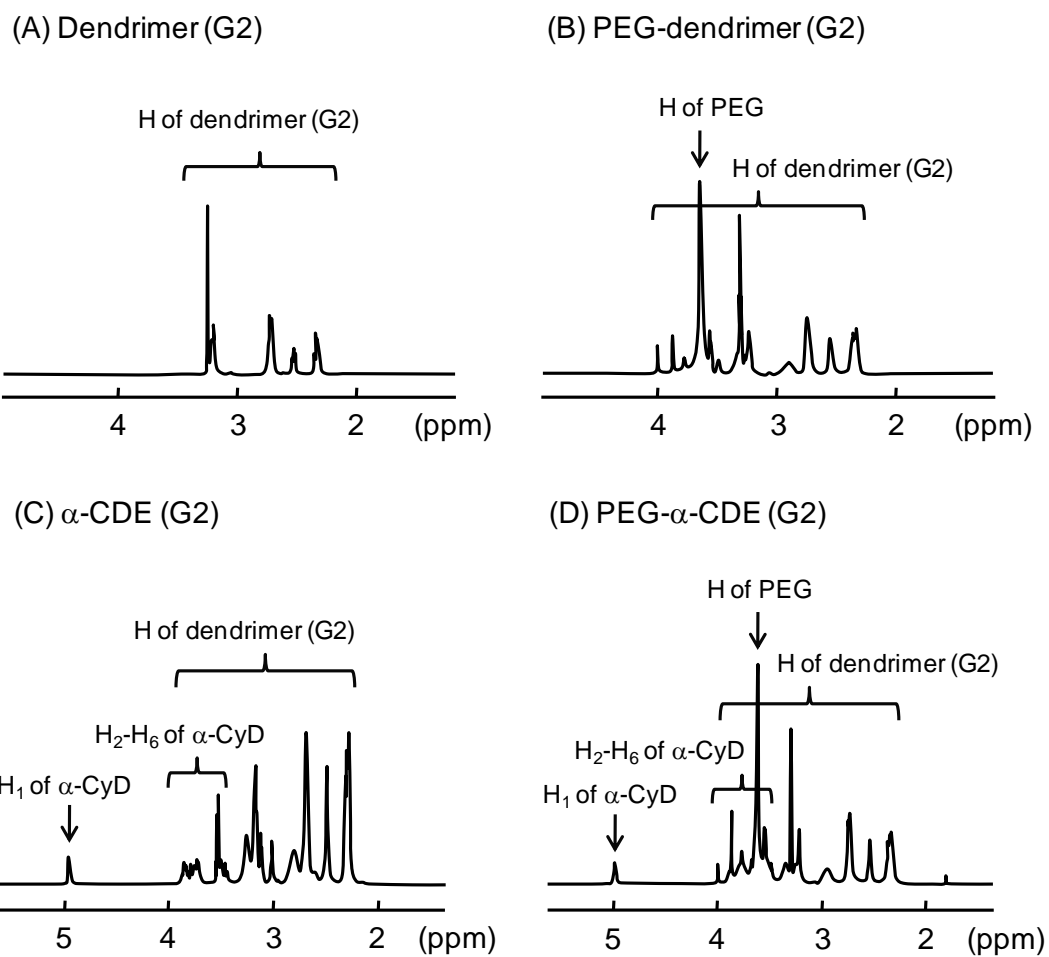 (A) Dendrimer (G2)
H of dendrimer (G2)
4 3 2 (ppm)
(B) PEG-dendrimer (G2)
H of PEG
H of dendrimer (G2)
4 3 2 (ppm)
(C) α-CDE (G2)
H of dendrimer (G2)
H₂-H₆ of α-CyD
H₁ of α-CyD
5 4 3 2 (ppm)
(D) PEG-α-CDE (G2)
H of PEG
H of dendrimer (G2)
H₂-H₆ of α-CyD
H₁ of α-CyD
5 4 3 2 (ppm)